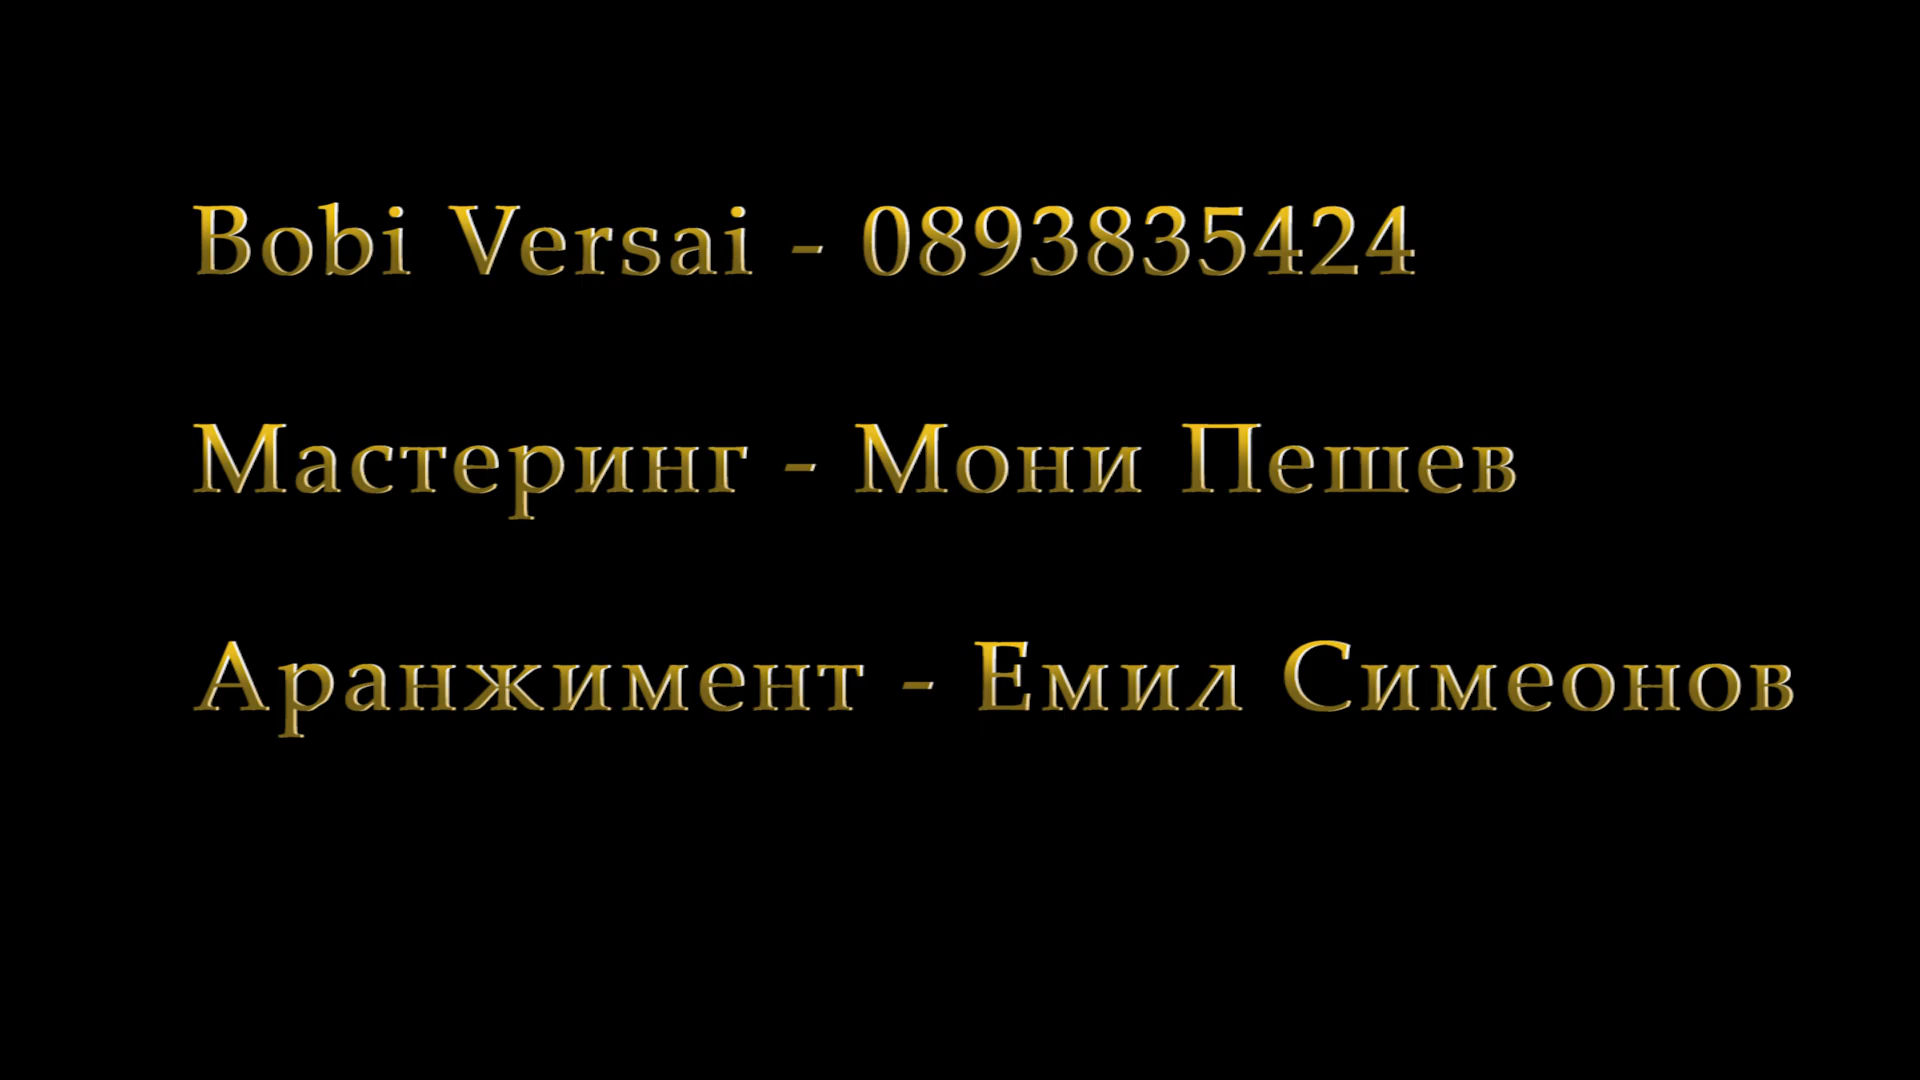 Bobi Versai - 0893835424
Мастеринг - Мони Пешев
Аранжимент - Емил Симеонов